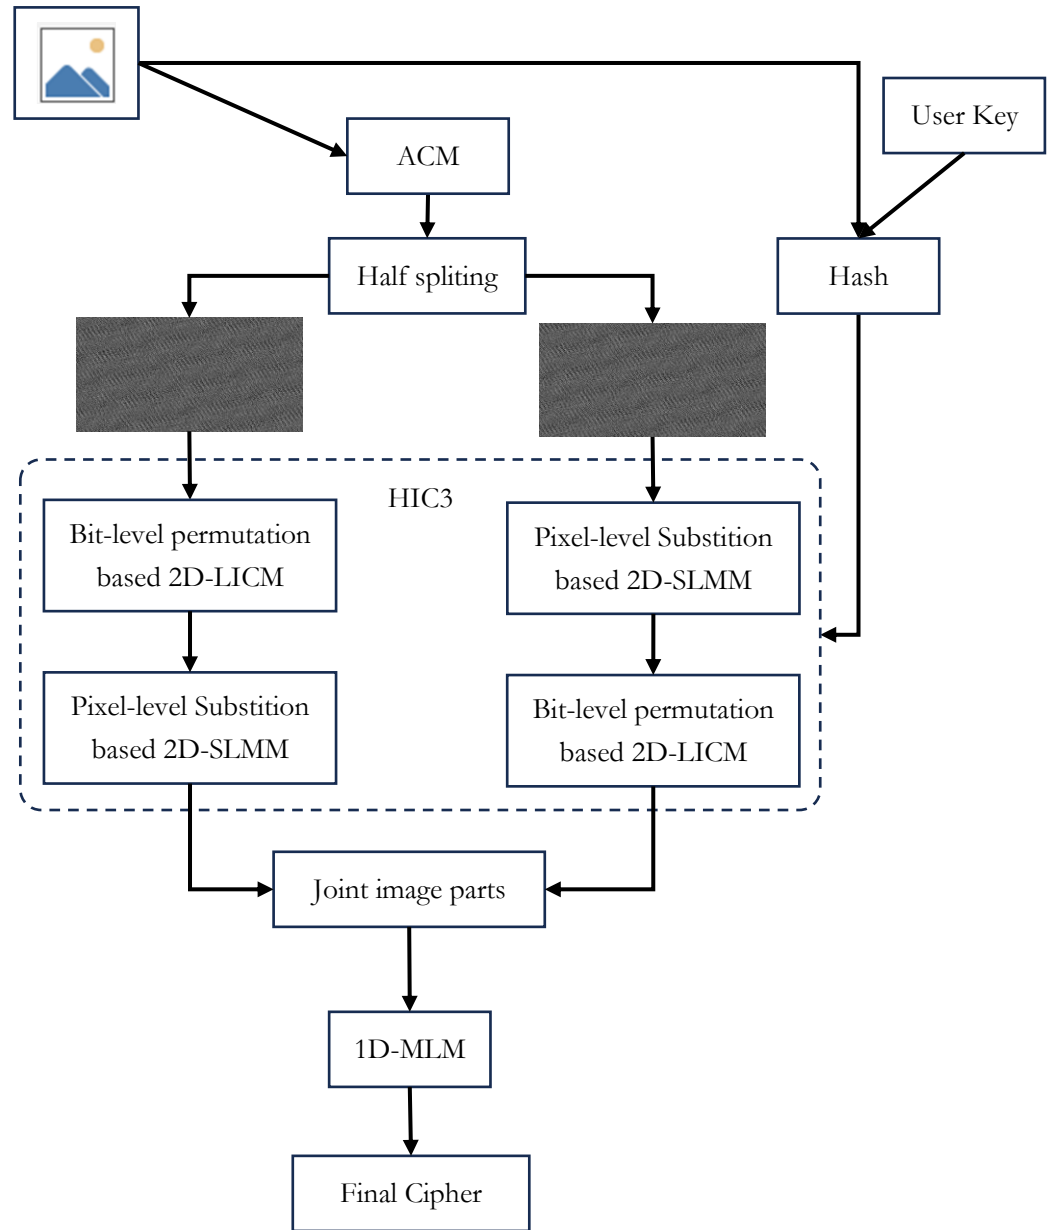 User Key
ACM
Half spliting
Hash
HIC3
Bit-level permutation
based 2D-LICM
Pixel-level Substition
based 2D-SLMM
Pixel-level Substition
based 2D-SLMM
Bit-level permutation
based 2D-LICM
Joint image parts
1D-MLM
Final Cipher